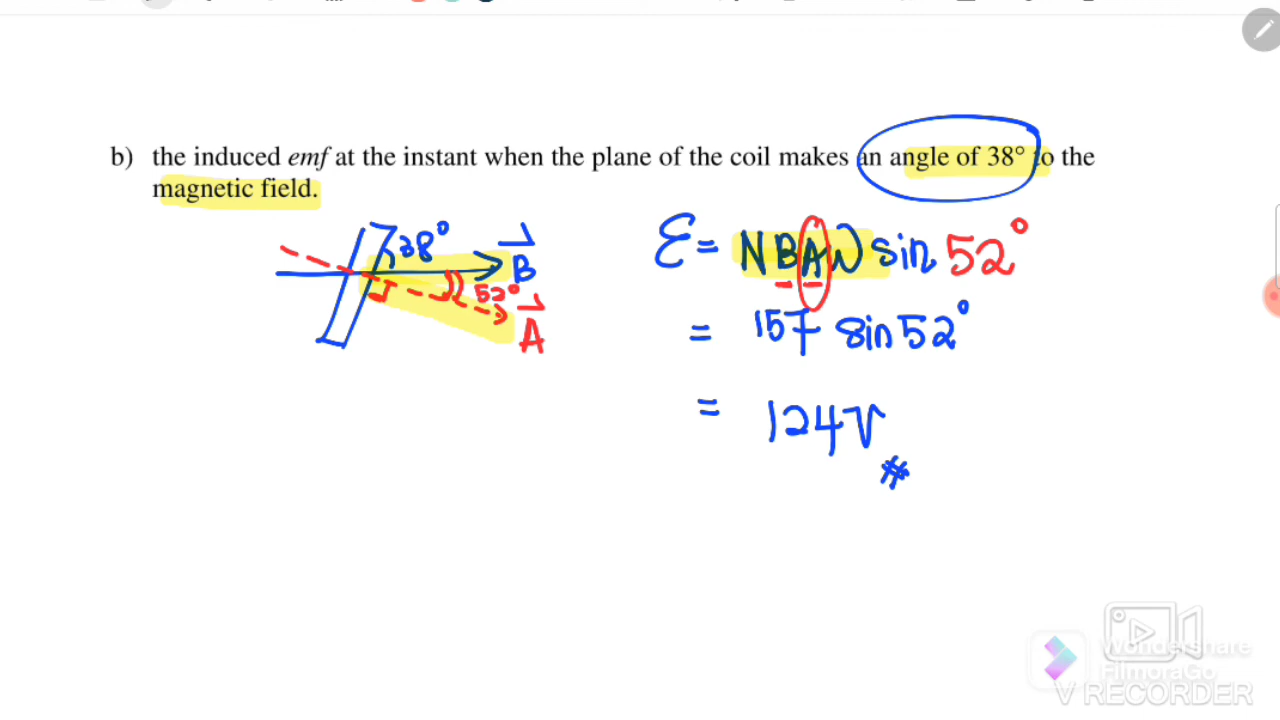 b) the induced emf at the instant when the plane of the coil makes an angle of 38° to the
magnetic field.
38°
B
52°
A
ε = NBAω sin 52°
= 157 sin 52°
= 124V
#
Wondershare
FilmoraGo
V RECORDER